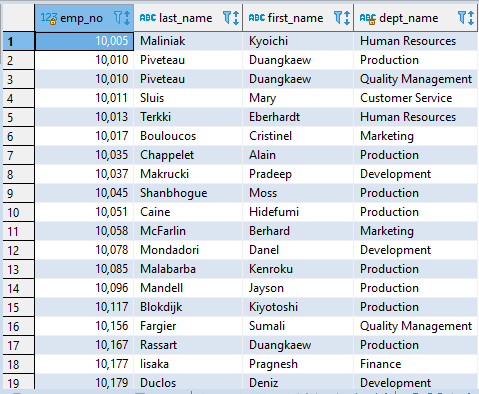 123 emp_no ABC last_name ABC first_name ABC dept_name
1 10,005 Maliniak Kyoichi Human Resources
2 10,010 Piveteau Duangkaew Production
3 10,010 Piveteau Duangkaew Quality Management
4 10,011 Sluis Mary Customer Service
5 10,013 Terkki Eberhardt Human Resources
6 10,017 Bouloucos Cristinel Marketing
7 10,035 Chappelet Alain Production
8 10,037 Makrucki Pradeep Development
9 10,045 Shanbhogue Moss Production
10 10,051 Caine Hidefumi Production
11 10,058 McFarlin Berhard Marketing
12 10,078 Mondadori Danel Development
13 10,085 Malabarba Kenroku Production
14 10,096 Mandell Jayson Production
15 10,117 Blokdijk Kiyotoshi Production
16 10,156 Fargier Sumali Quality Management
17 10,167 Rassart Duangkaew Production
18 10,177 Iisaka Pragnesh Finance
19 10,179 Duclos Deniz Development